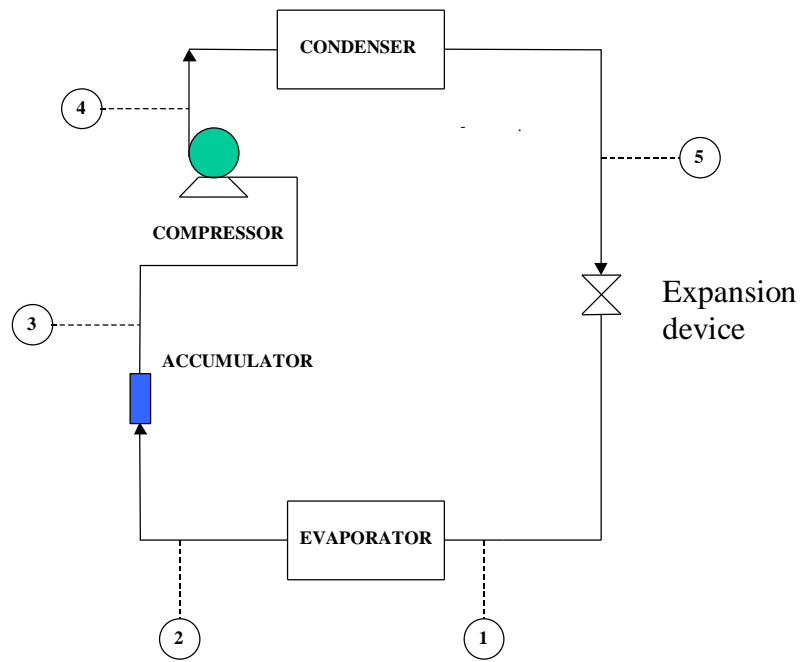 CONDENSER
4
5
COMPRESSOR
Expansion
device
3
ACCUMULATOR
EVAPORATOR
2
1